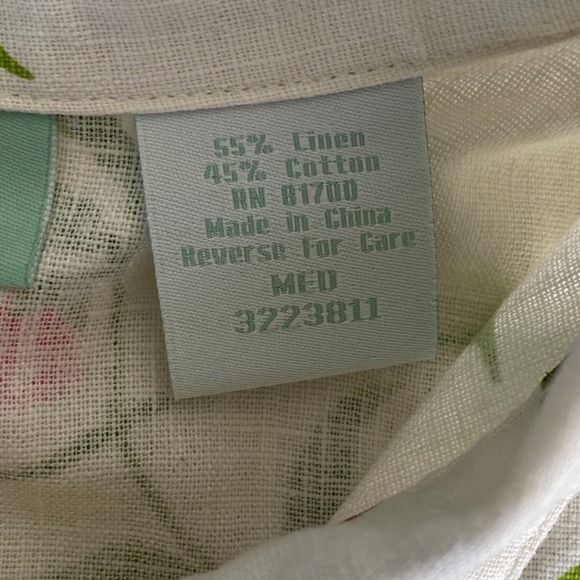 55% Linen
45% Cotton
RN 81700
Made in China
Reverse For Care
MED
3223811